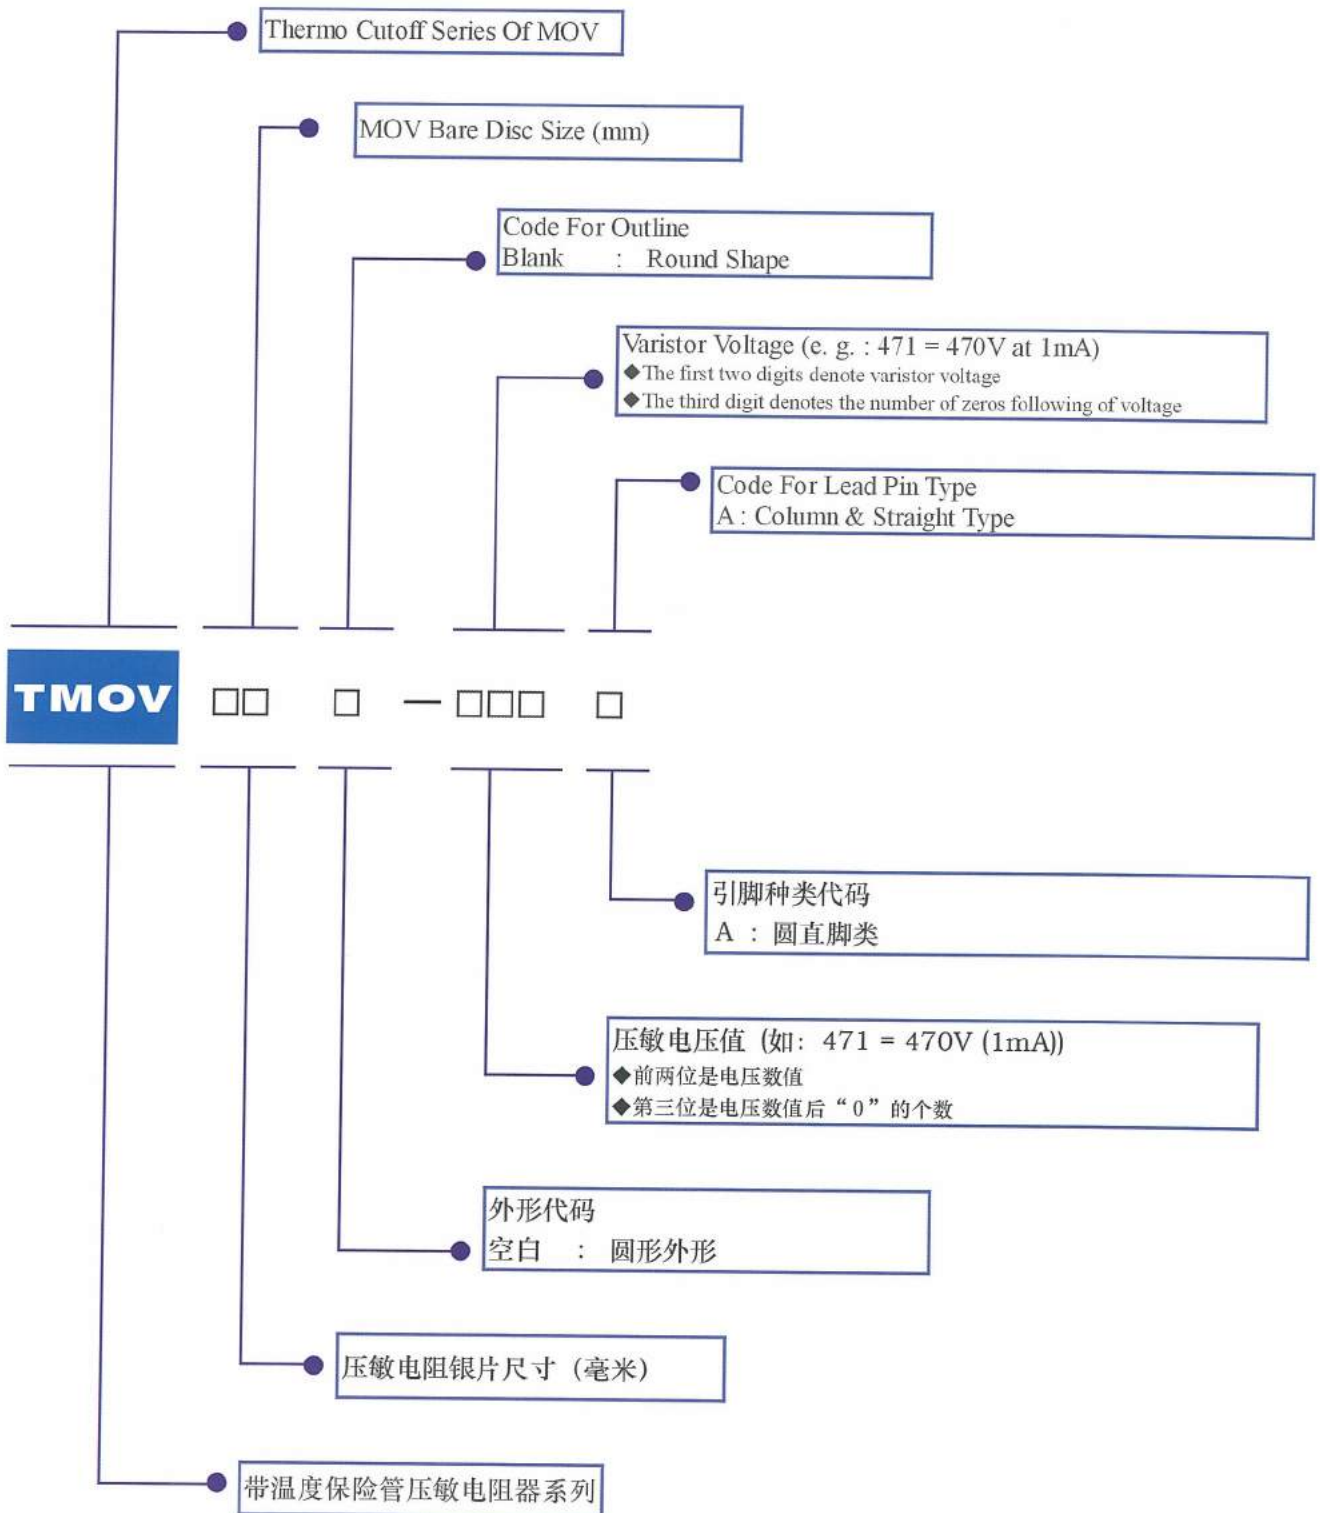 Thermo Cutoff Series Of MOV
MOV Bare Disc Size (mm)
Code For Outline
Blank : Round Shape
Varistor Voltage (e. g. : 471 = 470V at 1mA)
◆The first two digits denote varistor voltage
◆The third digit denotes the number of zeros following of voltage
Code For Lead Pin Type
A : Column & Straight Type
TMOV □□ □ — □□□ □
引脚种类代码
A : 圆直脚类
压敏电压值 (如: 471 = 470V (1mA))
◆前两位是电压数值
◆第三位是电压数值后“0”的个数
外形代码
空白 : 圆形外形
压敏电阻银片尺寸 (毫米)
带温度保险管压敏电阻器系列